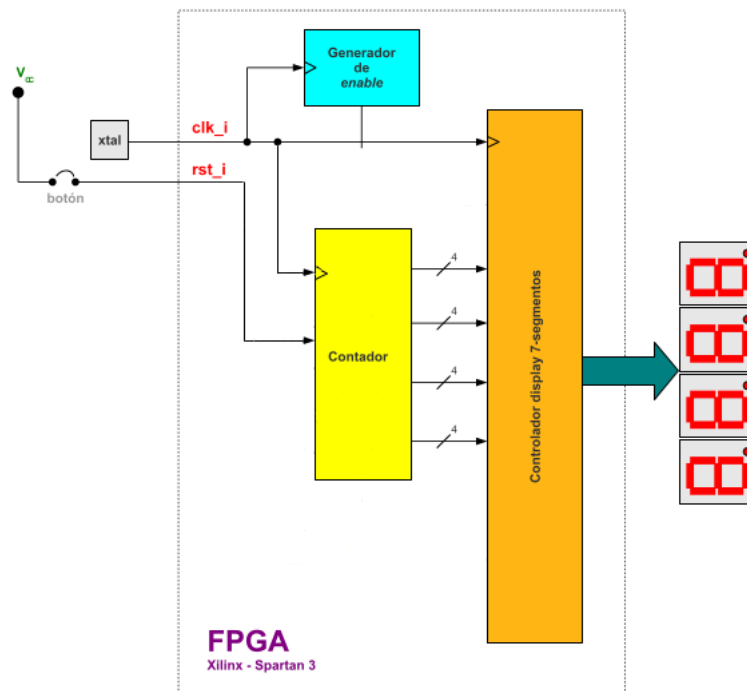 Generador
de
enable
V
clk_i
xtal
rst_i
botón
4
4
Contador
4
4
Controlador display 7-segmentos
FPGA
Xilinx - Spartan 3